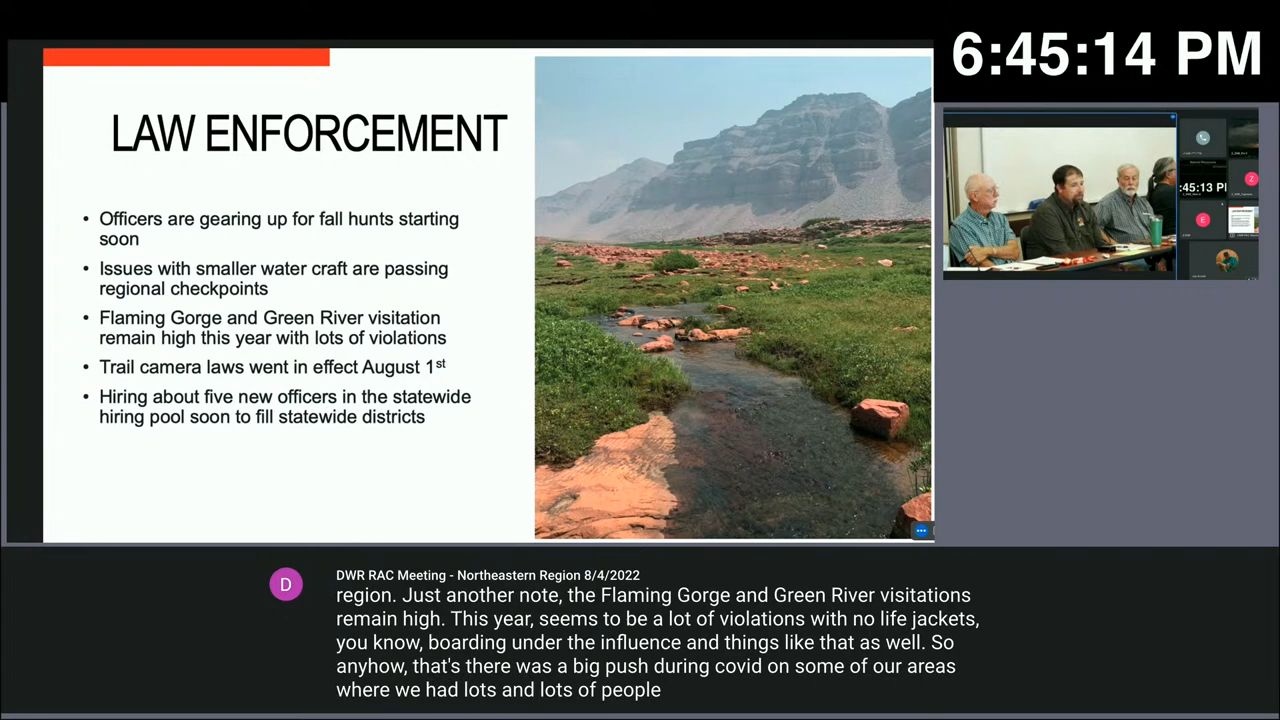 6:45:14 PM
LAW ENFORCEMENT
• Officers are gearing up for fall hunts starting
soon
• Issues with smaller water craft are passing
regional checkpoints
• Flaming Gorge and Green River visitation
remain high this year with lots of violations
• Trail camera laws went in effect August 1st
• Hiring about five new officers in the statewide
hiring pool soon to fill statewide districts
:45:13 PM
Z
E
D
DWR RAC Meeting - Northeastern Region 8/4/2022
region. Just another note, the Flaming Gorge and Green River visitations
remain high. This year, seems to be a lot of violations with no life jackets,
you know, boarding under the influence and things like that as well. So
anyhow, that's there was a big push during covid on some of our areas
where we had lots and lots of people